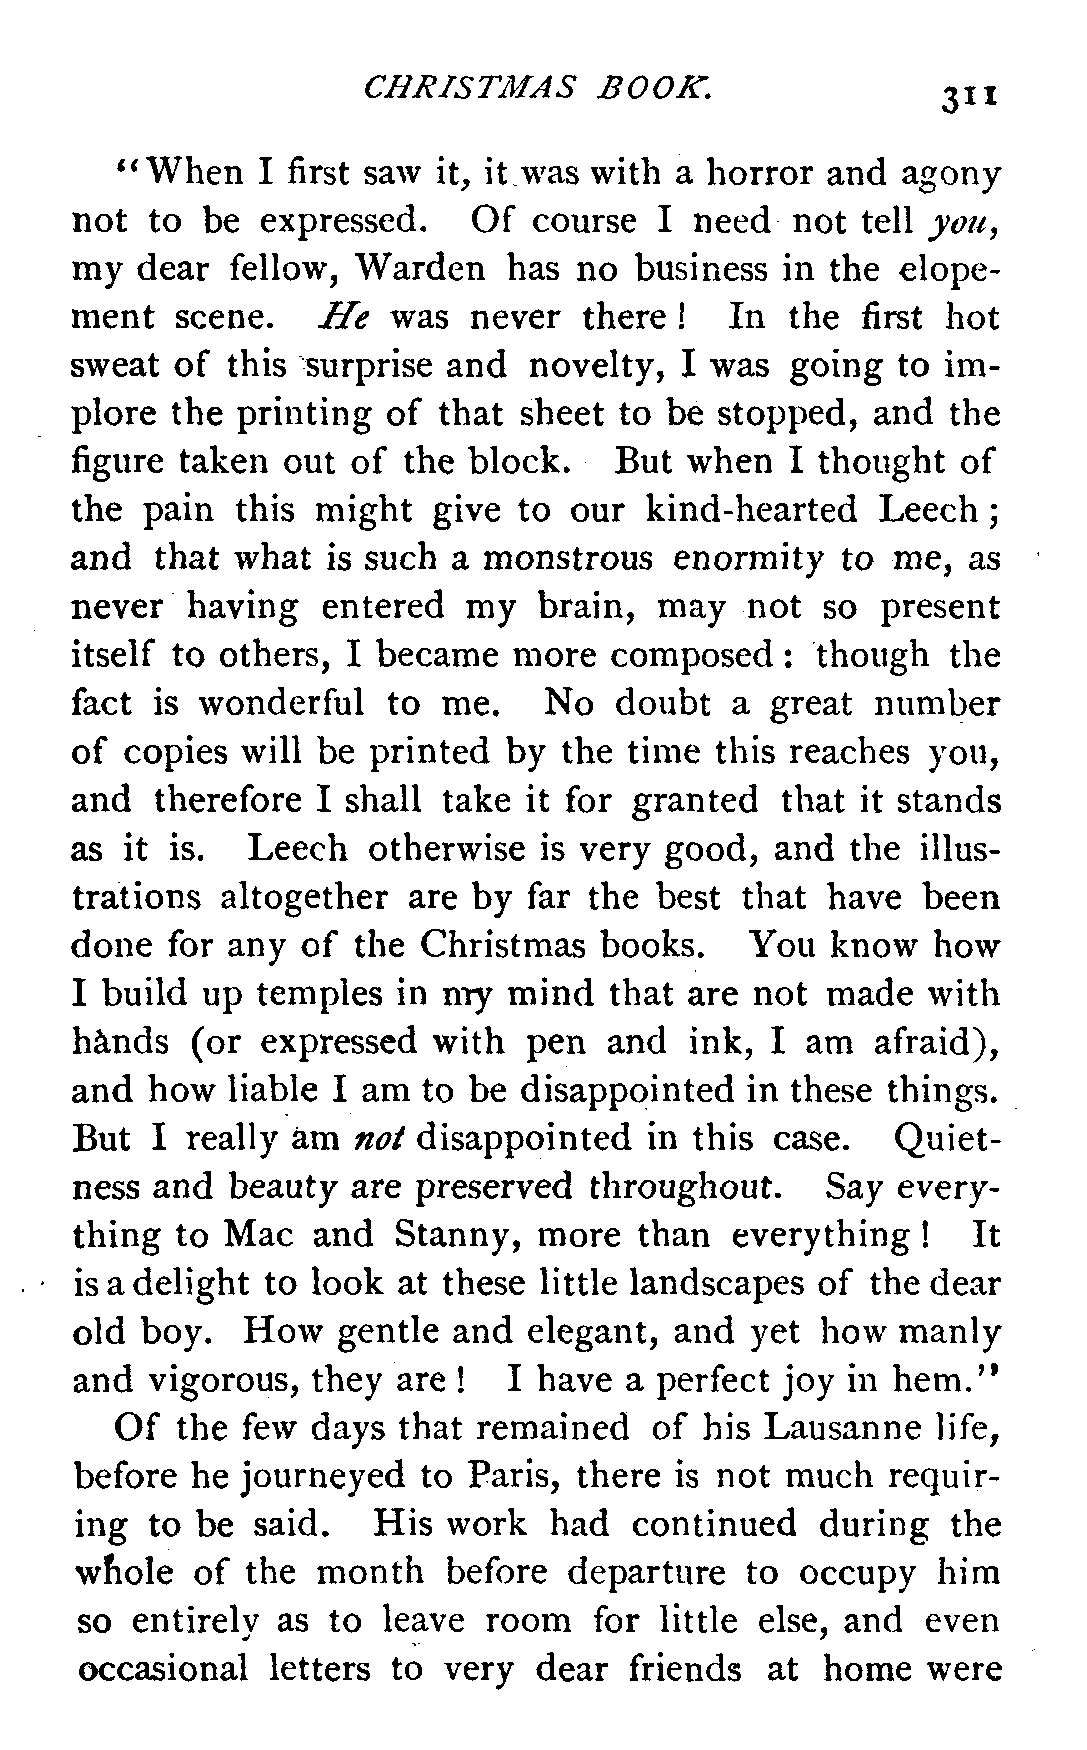 CHRISTMAS BOOK.
311
"When I first saw it, it was with a horror and agony
not to be expressed. Of course I need not tell you,
my dear fellow, Warden has no business in the elope-
ment scene. He was never there! In the first hot
sweat of this surprise and novelty, I was going to im-
plore the printing of that sheet to be stopped, and the
figure taken out of the block. But when I thought of
the pain this might give to our kind-hearted Leech;
and that what is such a monstrous enormity to me, as
never having entered my brain, may not so present
itself to others, I became more composed: though the
fact is wonderful to me. No doubt a great number
of copies will be printed by the time this reaches you,
and therefore I shall take it for granted that it stands
as it is. Leech otherwise is very good, and the illus-
trations altogether are by far the best that have been
done for any of the Christmas books. You know how
I build up temples in my mind that are not made with
hands (or expressed with pen and ink, I am afraid),
and how liable I am to be disappointed in these things.
But I really am not disappointed in this case. Quiet-
ness and beauty are preserved throughout. Say every-
thing to Mac and Stanny, more than everything! It
is a delight to look at these little landscapes of the dear
old boy. How gentle and elegant, and yet how manly
and vigorous, they are! I have a perfect joy in hem."
Of the few days that remained of his Lausanne life,
before he journeyed to Paris, there is not much requir-
ing to be said. His work had continued during the
whole of the month before departure to occupy him
so entirely as to leave room for little else, and even
occasional letters to very dear friends at home were